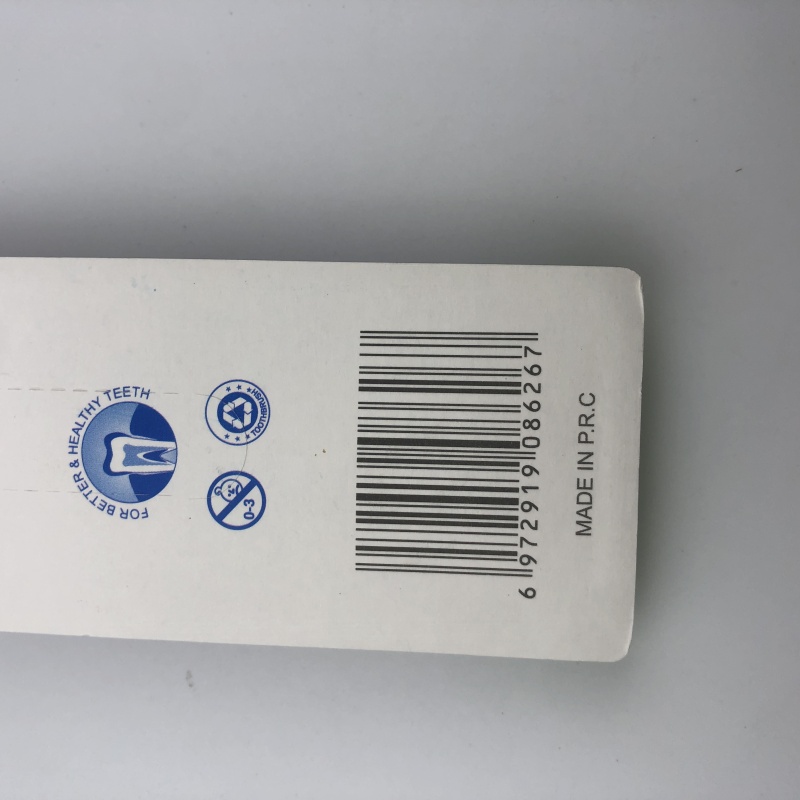 FOR BETTER & HEALTHY TEETH
TOOTHBRUSH
0-3
6 972919 086267
MADE IN P.R.C